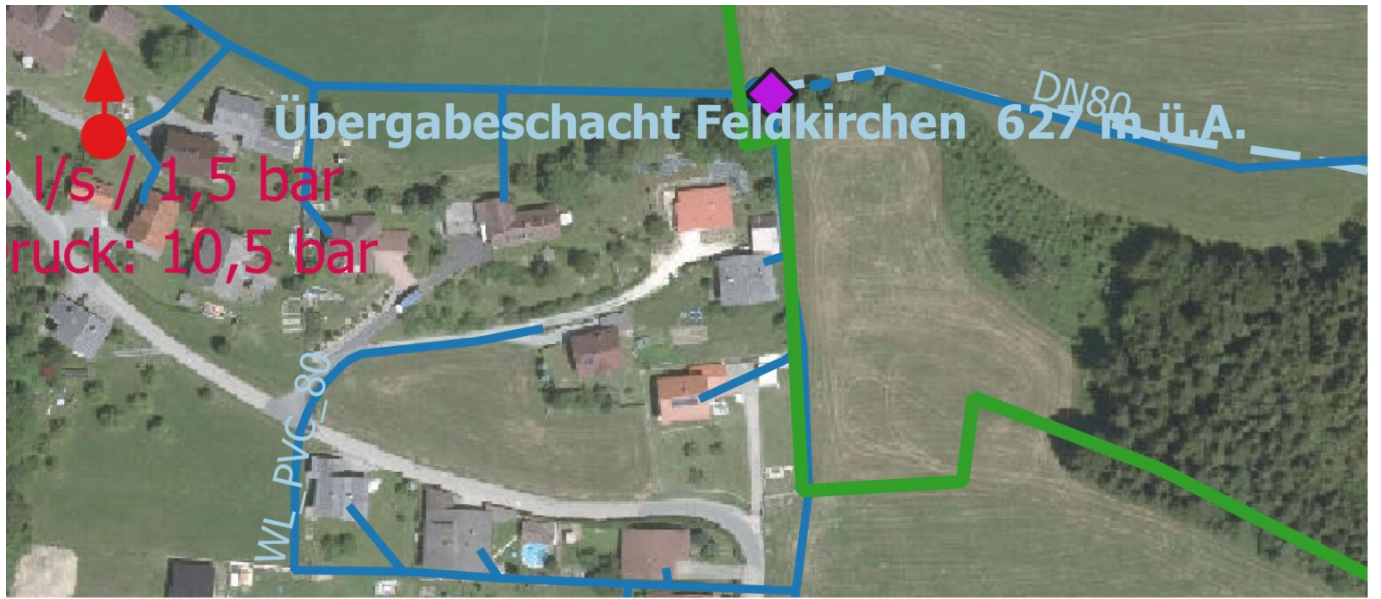 DN80
Übergabeschacht Feldkirchen 627 m ü.A.
l/s / 1,5 bar
ruck: 10,5 bar
WL_PVC_80